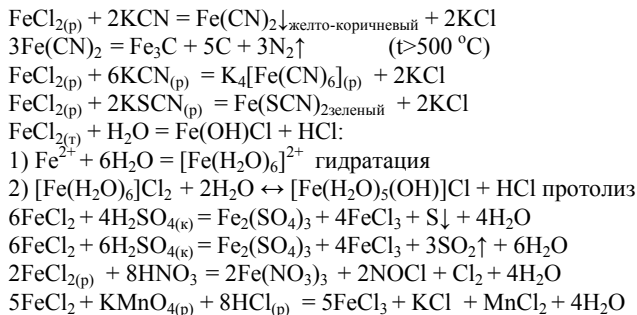 FeCl₂₍ₚ₎ + 2KCN = Fe(CN)₂↓желто-коричневый + 2KCl
3Fe(CN)₂ = Fe₃C + 5C + 3N₂↑ (t>500 ⁰C)
FeCl₂₍ₚ₎ + 6KCN₍ₚ₎ = K₄[Fe(CN)₆]₍ₚ₎ + 2KCl
FeCl₂₍ₚ₎ + 2KSCN₍ₚ₎ = Fe(SCN)₂зеленый + 2KCl
FeCl₂₍т₎ + H₂O = Fe(OH)Cl + HCl:
1) Fe²⁺ + 6H₂O = [Fe(H₂O)₆]²⁺ гидратация
2) [Fe(H₂O)₆]Cl₂ + 2H₂O ↔ [Fe(H₂O)₅(OH)]Cl + HCl протолиз
6FeCl₂ + 4H₂SO₄₍к₎ = Fe₂(SO₄)₃ + 4FeCl₃ + S↓ + 4H₂O
6FeCl₂ + 6H₂SO₄₍к₎ = Fe₂(SO₄)₃ + 4FeCl₃ + 3SO₂↑ + 6H₂O
2FeCl₂₍ₚ₎ + 8HNO₃ = 2Fe(NO₃)₃ + 2NOCl + Cl₂ + 4H₂O
5FeCl₂ + KMnO₄₍ₚ₎ + 8HCl₍ₚ₎ = 5FeCl₃ + KCl + MnCl₂ + 4H₂O